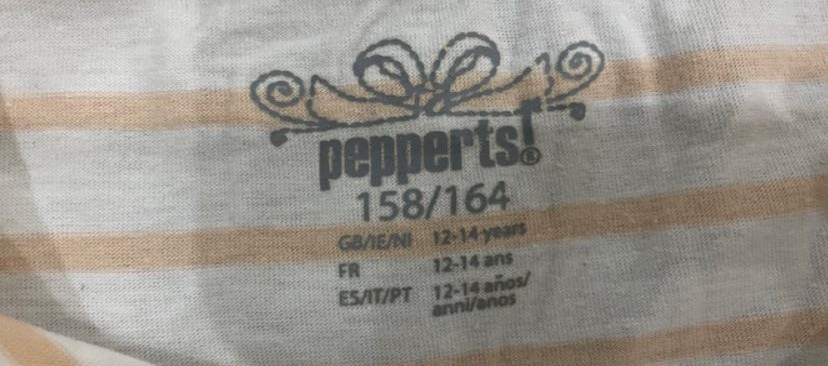 pepperts!®
158/164
GB/IE/NI 12-14 years
FR 12-14 ans
ES/IT/PT 12-14 años/
anni/anos